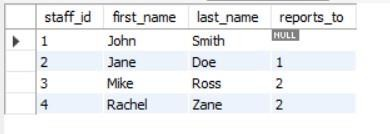 staff_id first_name last_name reports_to
1 John Smith NULL
2 Jane Doe 1
3 Mike Ross 2
4 Rachel Zane 2